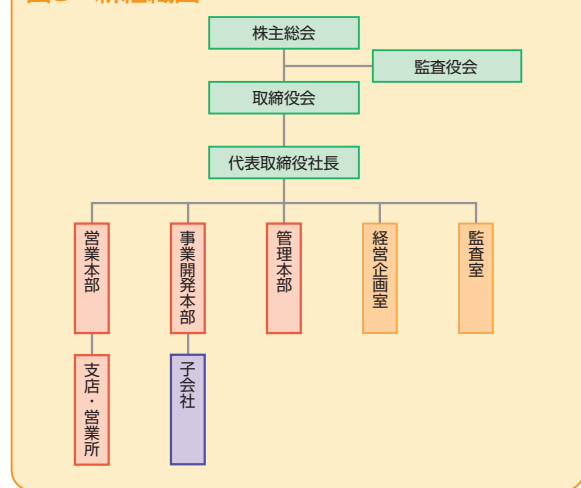 株主総会
監査役会
取締役会
代表取締役社長
営業本部
事業開発本部
管理本部
経営企画室
監査室
支店・営業所
子会社